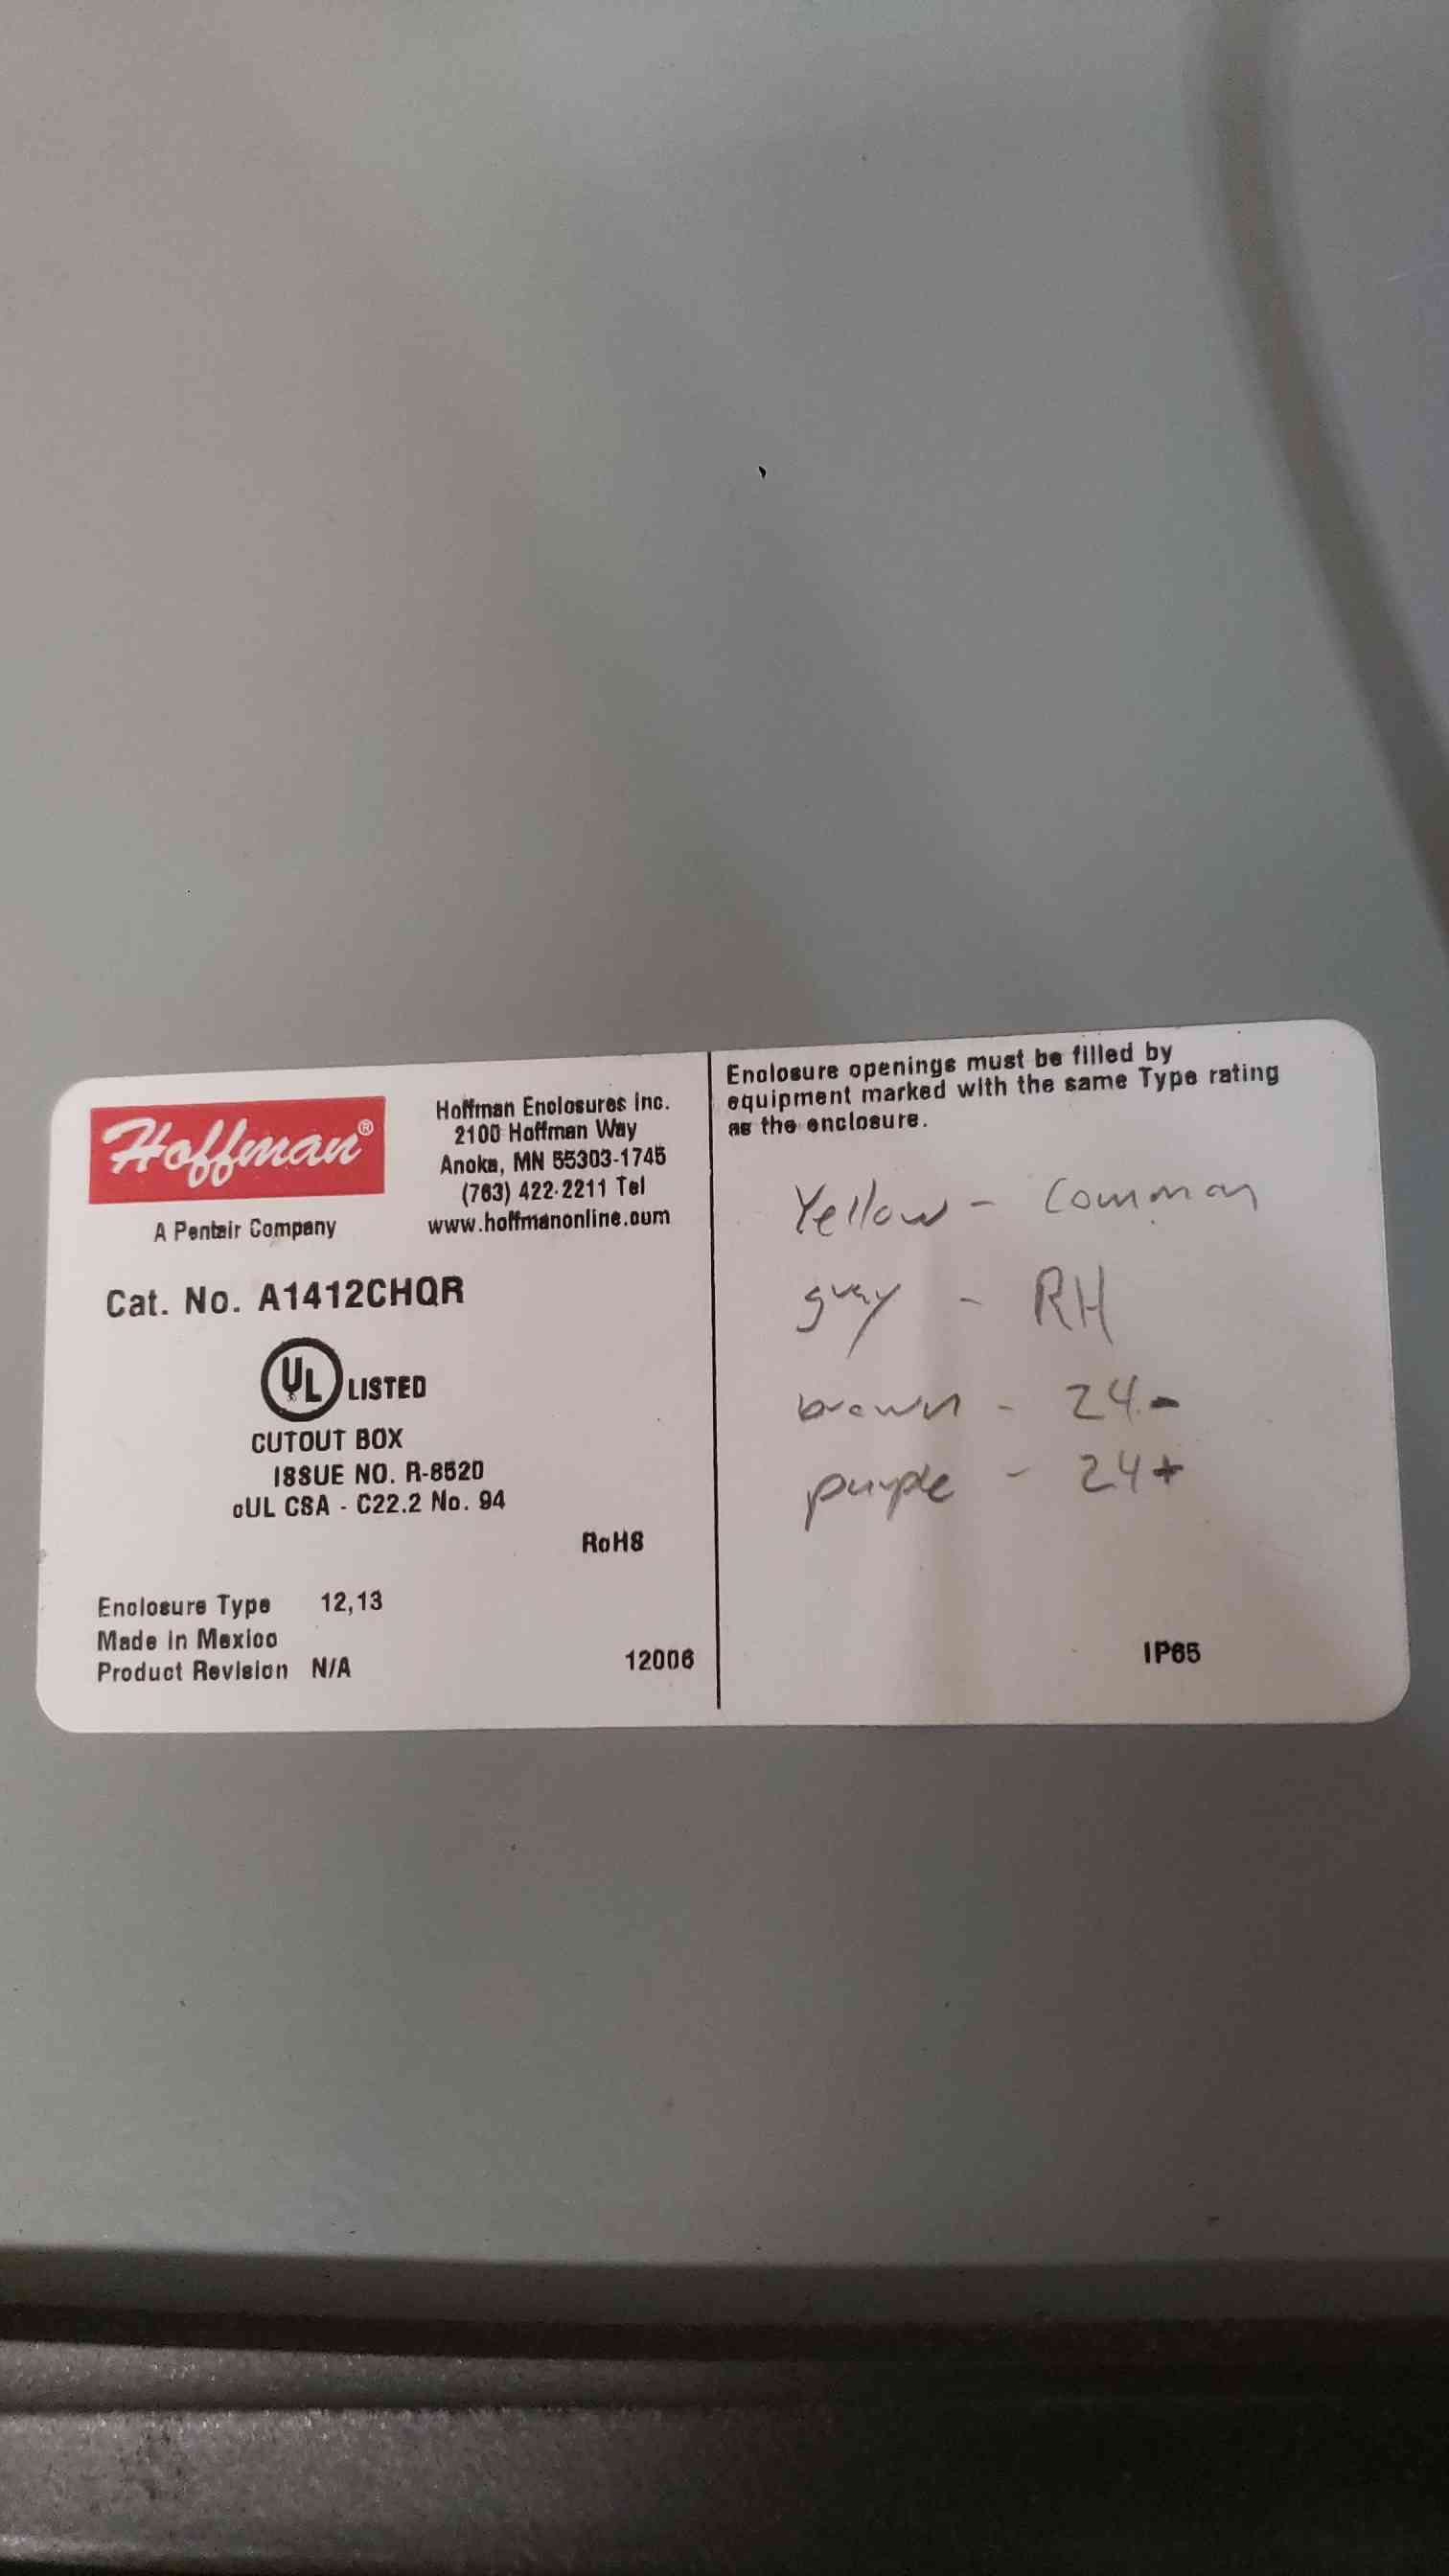 Hoffman®
A Pentair Company
Hoffman Enclosures Inc.
2100 Hoffman Way
Anoka, MN 55303-1745
(763) 422-2211 Tel
www.hoffmanonline.com
Cat. No. A1412CHQR
UL LISTED
CUTOUT BOX
ISSUE NO. R-8520
cUL CSA - C22.2 No. 94
RoHS
Enclosure Type 12,13
Made in Mexico
Product Revision N/A
12006
Enclosure openings must be filled by
equipment marked with the same Type rating
as the enclosure.
Yellow - Common
gray - RH
brown - 24-
purple - 24+
IP65